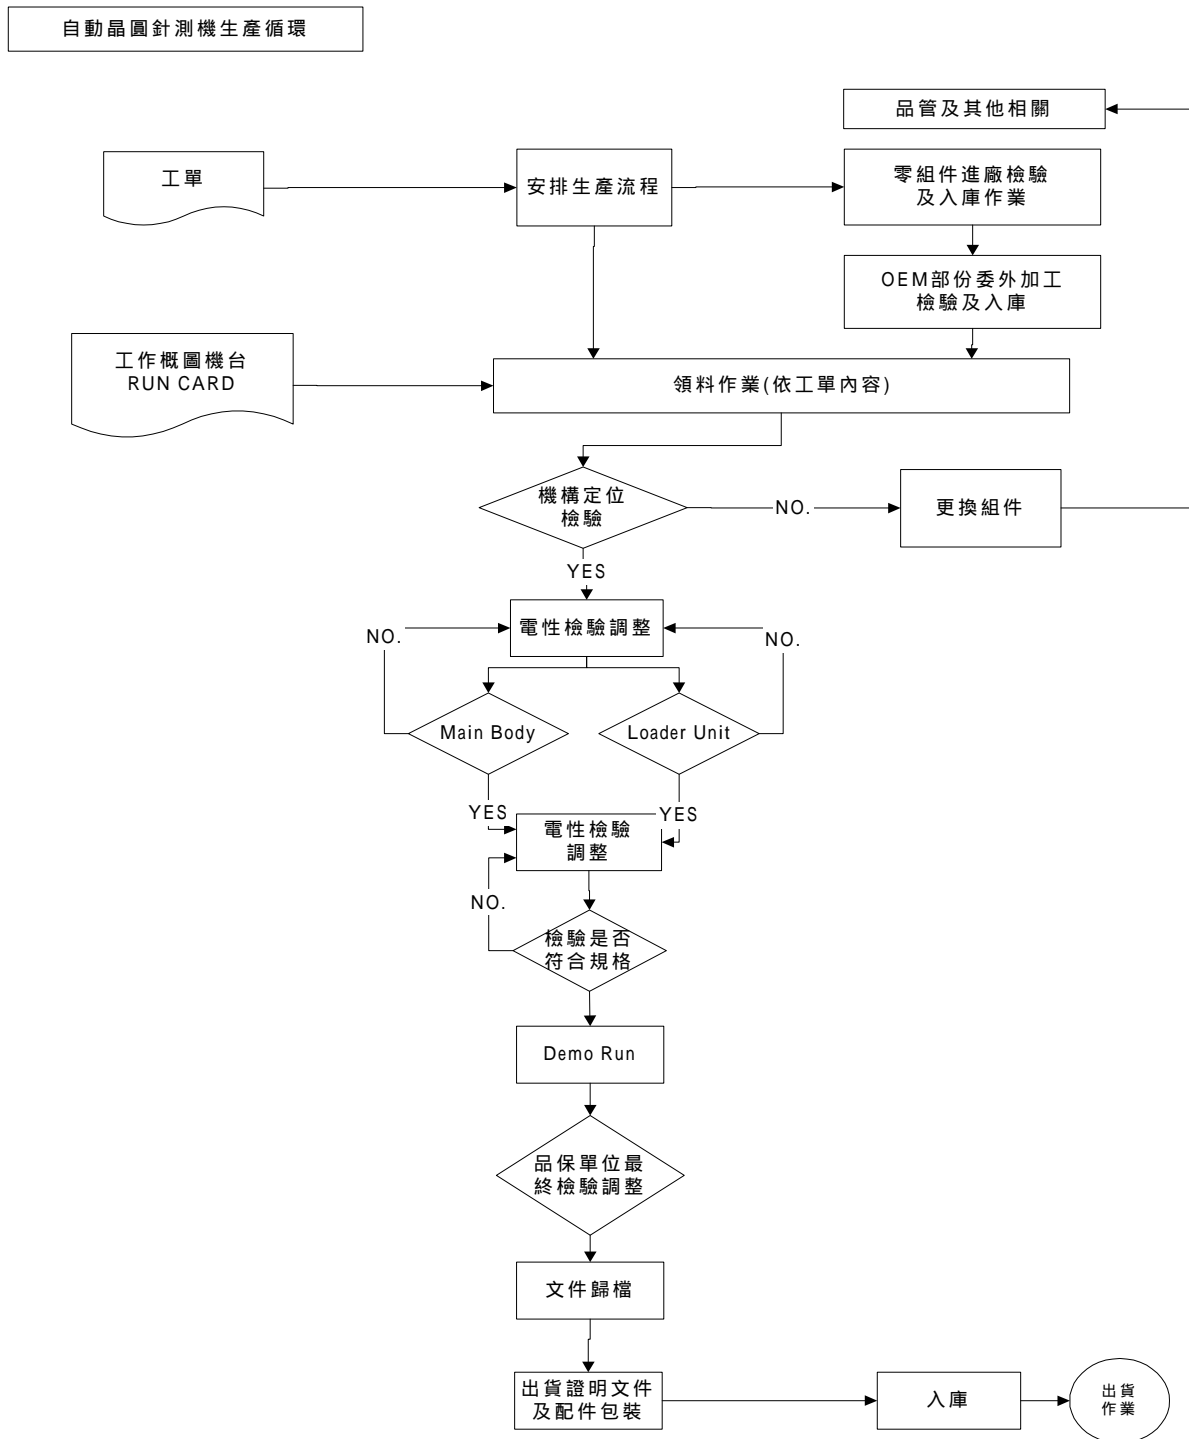 自動晶圓針測機生產循環
品管及其他相關
工單
安排生產流程
零組件進廠檢驗
及入庫作業
OEM部份委外加工
檢驗及入庫
工作概圖機台
RUN CARD
領料作業(依工單內容)
機構定位
檢驗
NO.
更換組件
YES
電性檢驗調整
NO.
NO.
Main Body
Loader Unit
YES
YES
電性檢驗
調整
NO.
檢驗是否
符合規格
Demo Run
品保單位最
終檢驗調整
文件歸檔
出貨證明文件
及配件包裝
入庫
出貨
作業